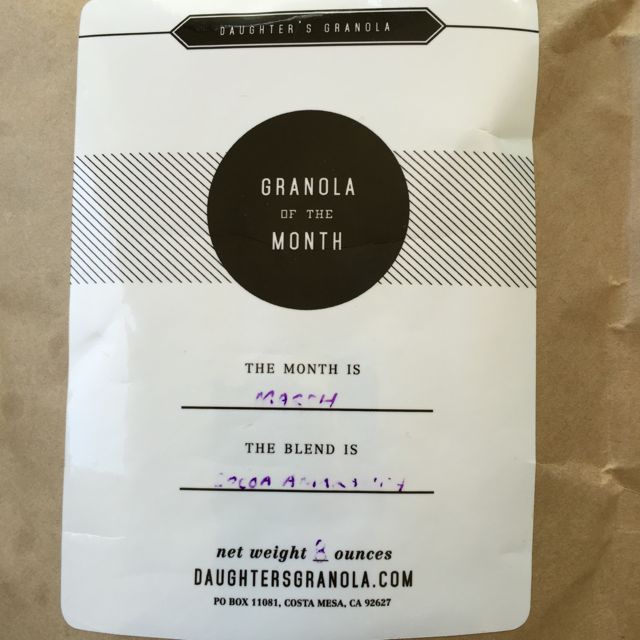 DAUGHTER'S GRANOLA
GRANOLA
OF THE
MONTH
THE MONTH IS
MARCH
THE BLEND IS
COCOA
net weight 8 ounces
DAUGHTERSGRANOLA.COM
PO BOX 11081, COSTA MESA, CA 92627